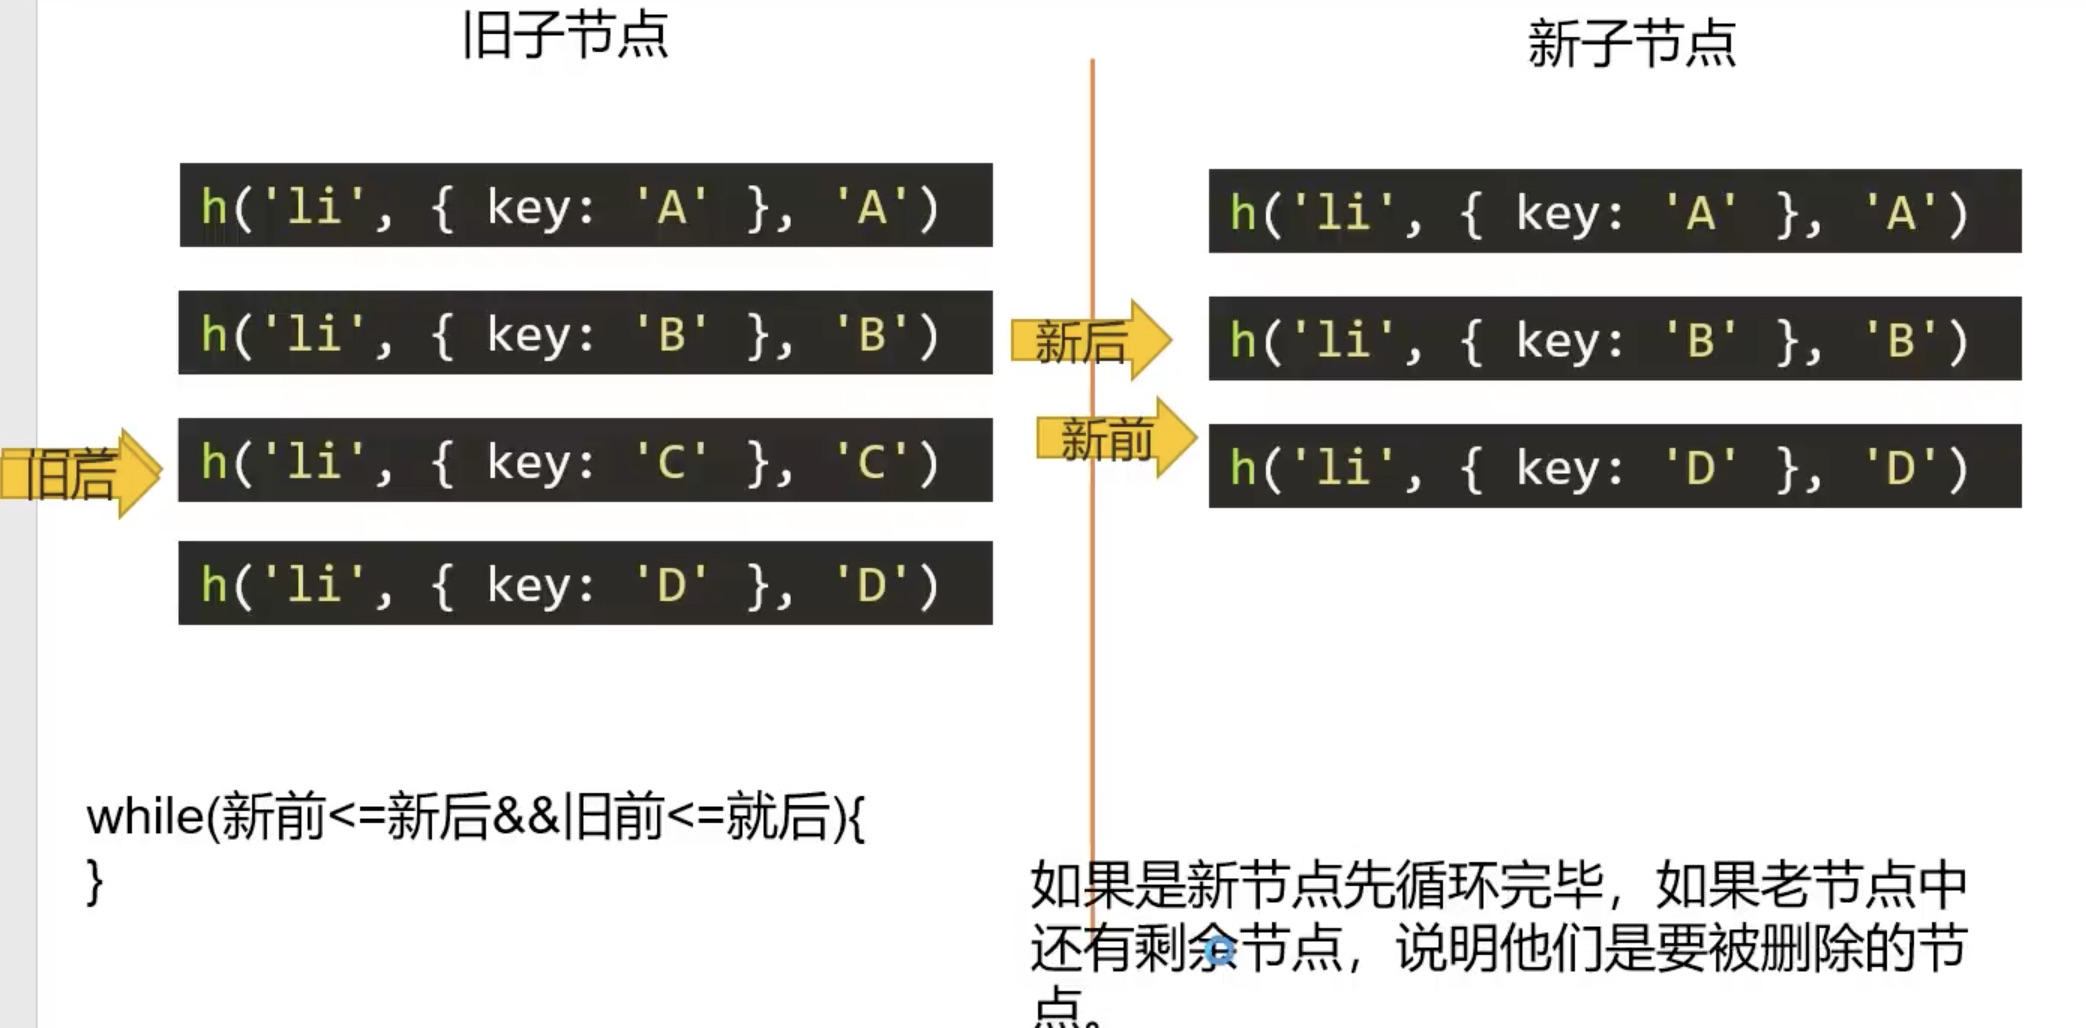 旧子节点
新子节点
h('li', { key: 'A' }, 'A')
h('li', { key: 'B' }, 'B')
旧后
h('li', { key: 'C' }, 'C')
h('li', { key: 'D' }, 'D')
h('li', { key: 'A' }, 'A')
新后
h('li', { key: 'B' }, 'B')
新前
h('li', { key: 'D' }, 'D')
while(新前<=新后&&旧前<=就后){
}
如果是新节点先循环完毕，如果老节点中
还有剩余节点，说明他们是要被删除的节
点。